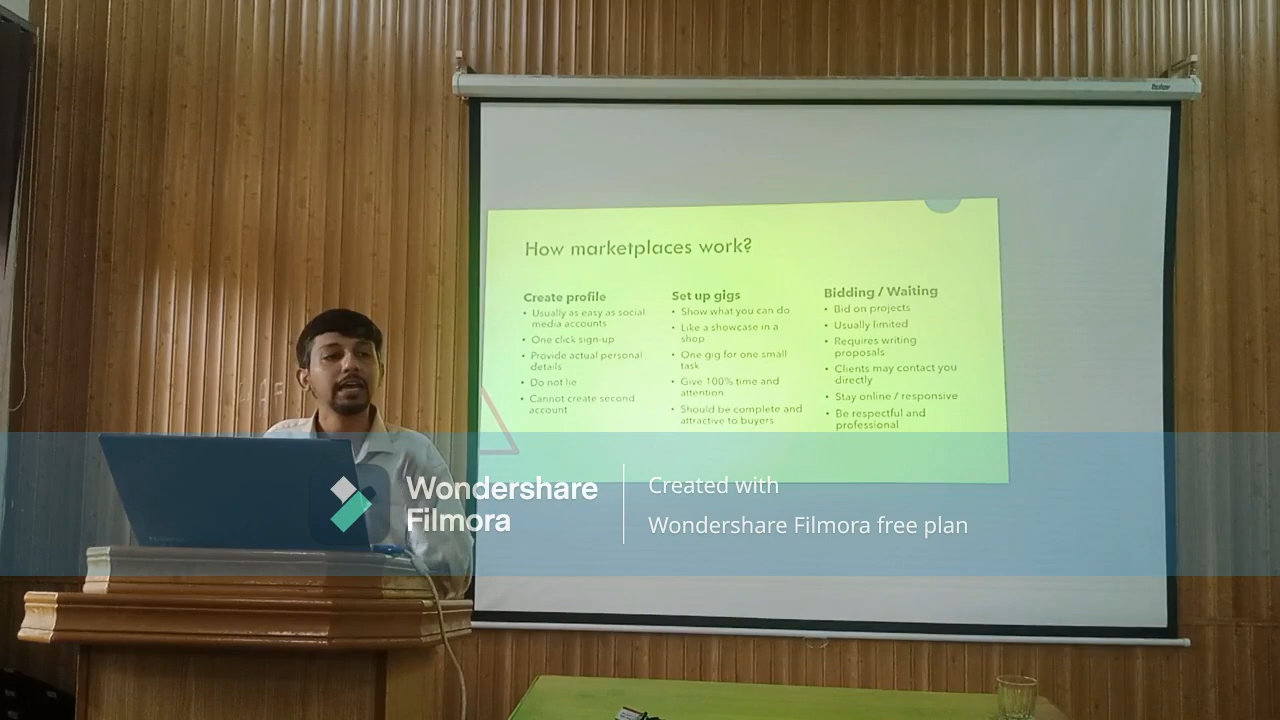 How marketplaces work?
Create profile
• Usually as easy as social
media accounts
• One click sign-up
• Provide actual personal
details
• Do not lie
• Cannot create second
account
Set up gigs
• Show what you can do
• Like a showcase in a
shop
• One gig for one small
task
• Give 100% time and
attention
• Should be complete and
attractive to buyers
Bidding / Waiting
• Bid on projects
• Usually limited
• Requires writing
proposals
• Clients may contact you
directly
• Stay online / responsive
• Be respectful and
professional
Wondershare
Filmora
Created with
Wondershare Filmora free plan